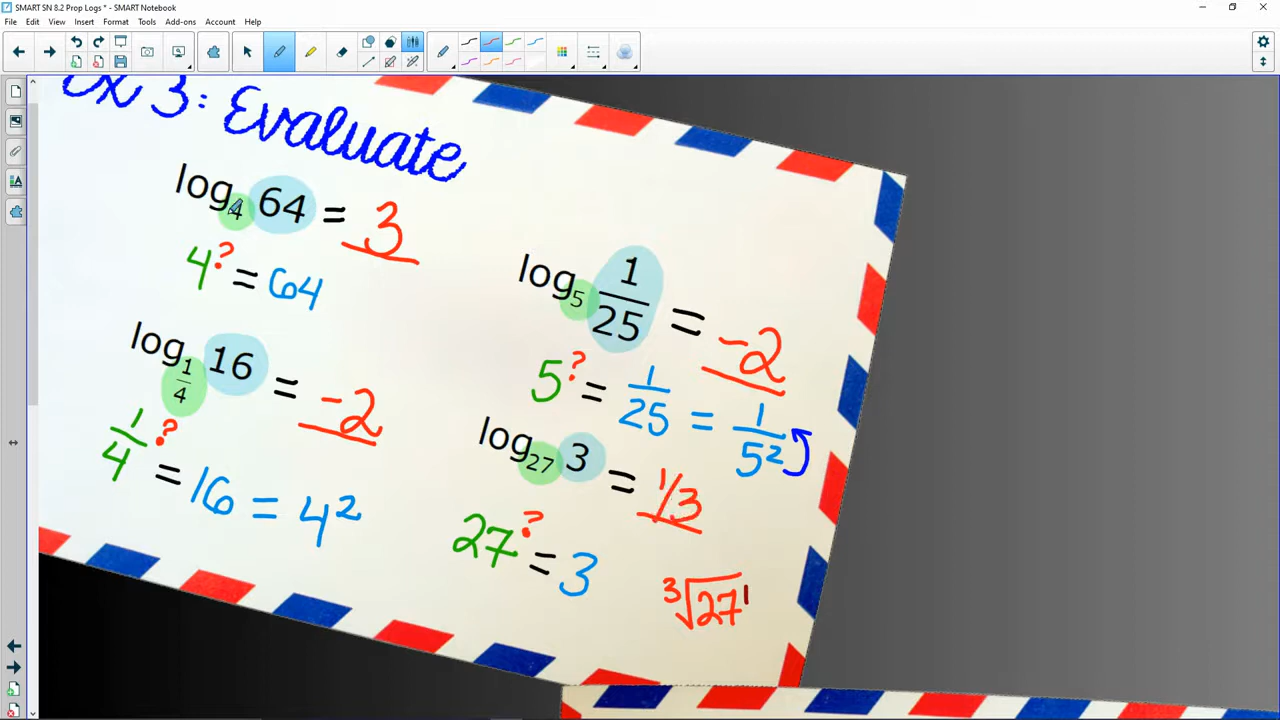 SMART SN 8.2 Prop Logs * - SMART Notebook
File Edit View Insert Format Tools Add-ons Account Help
Ex 3: Evaluate
log₄ 64 = 3
4^? = 64
log_{1/4} 16 = -2
1/4^? = 16 = 4²
log₅ 1/25 = -2
5^? = 1/25 = 1/5²
log₂₇ 3 = 1/3
27^? = 3
³√27¹